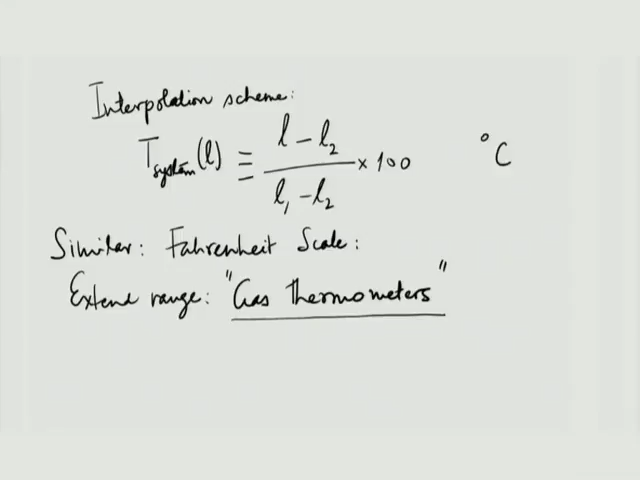 Interpolation scheme:
T_system(l) ≡ (l - l₂)/(l₁ - l₂) × 100 °C
Similar: Fahrenheit Scale:
Extend range: "Gas thermometers"